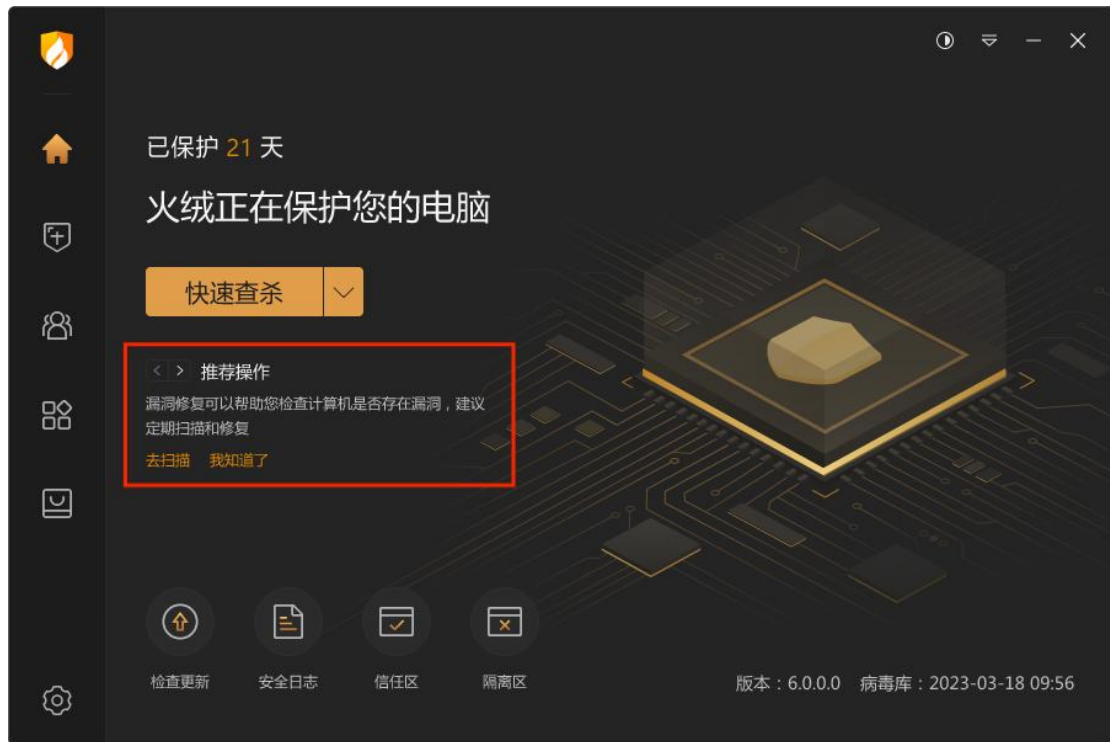 已保护 21 天
火绒正在保护您的电脑
快速查杀
推荐操作
漏洞修复可以帮助您检查计算机是否存在漏洞，建议
定期扫描和修复
去扫描 我知道了
检查更新 安全日志 信任区 隔离区
版本：6.0.0.0 病毒库：2023-03-18 09:56